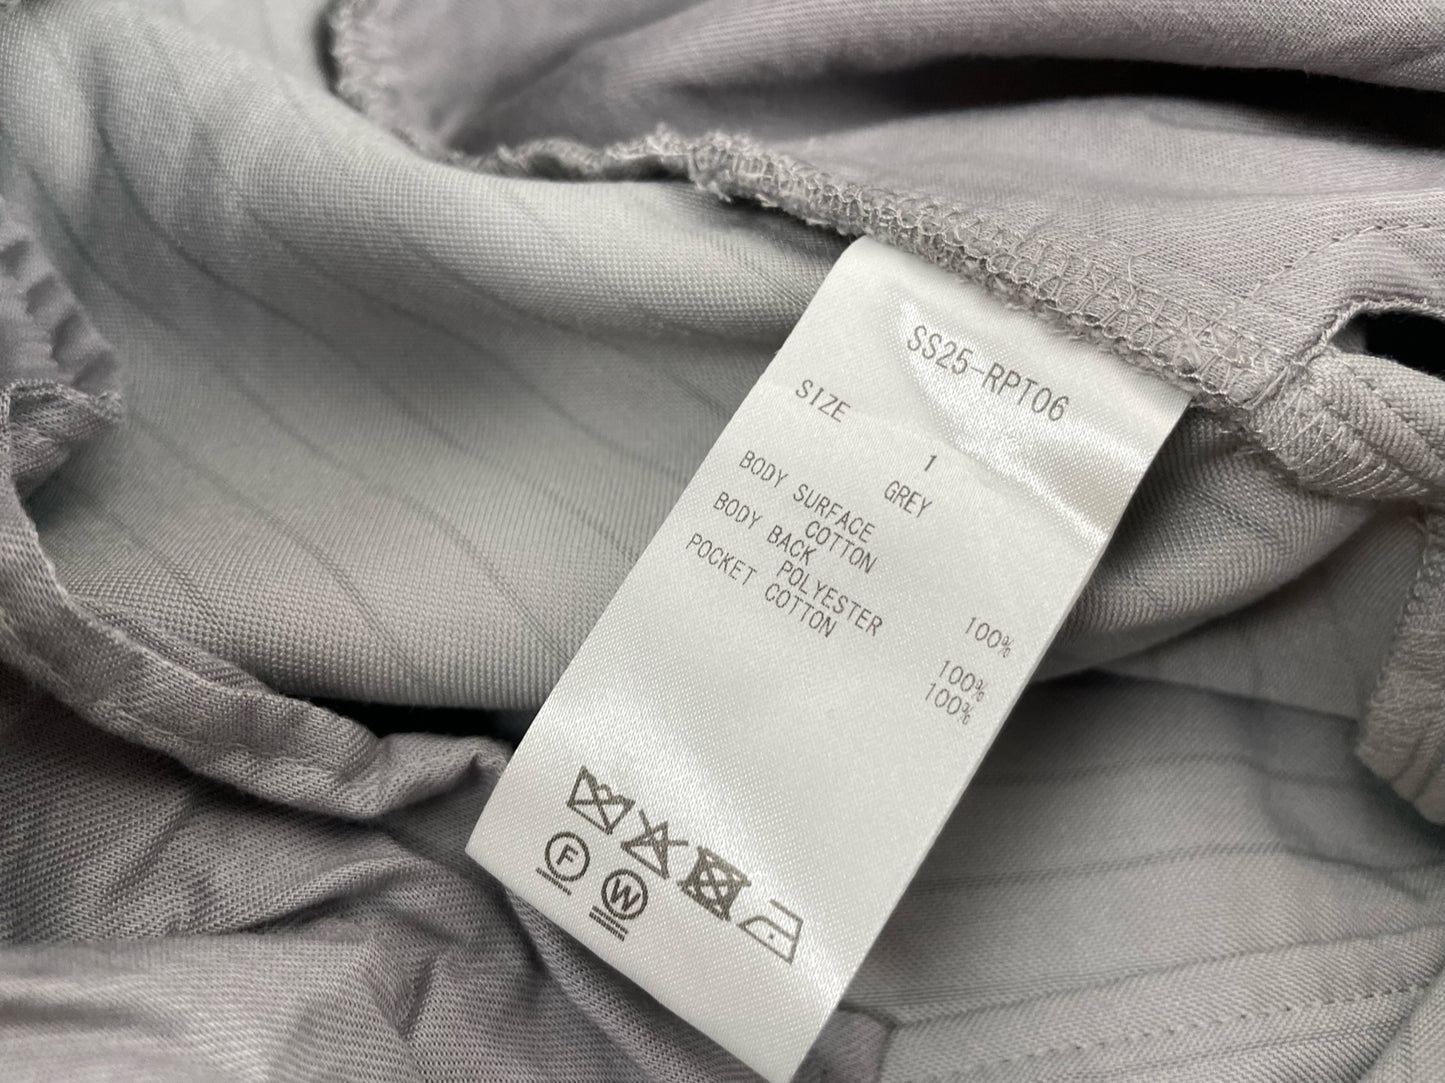 SS25-RPT06
SIZE 1
GREY
BODY SURFACE
COTTON 100%
BODY BACK
POLYESTER 100%
POCKET COTTON 100%
F W